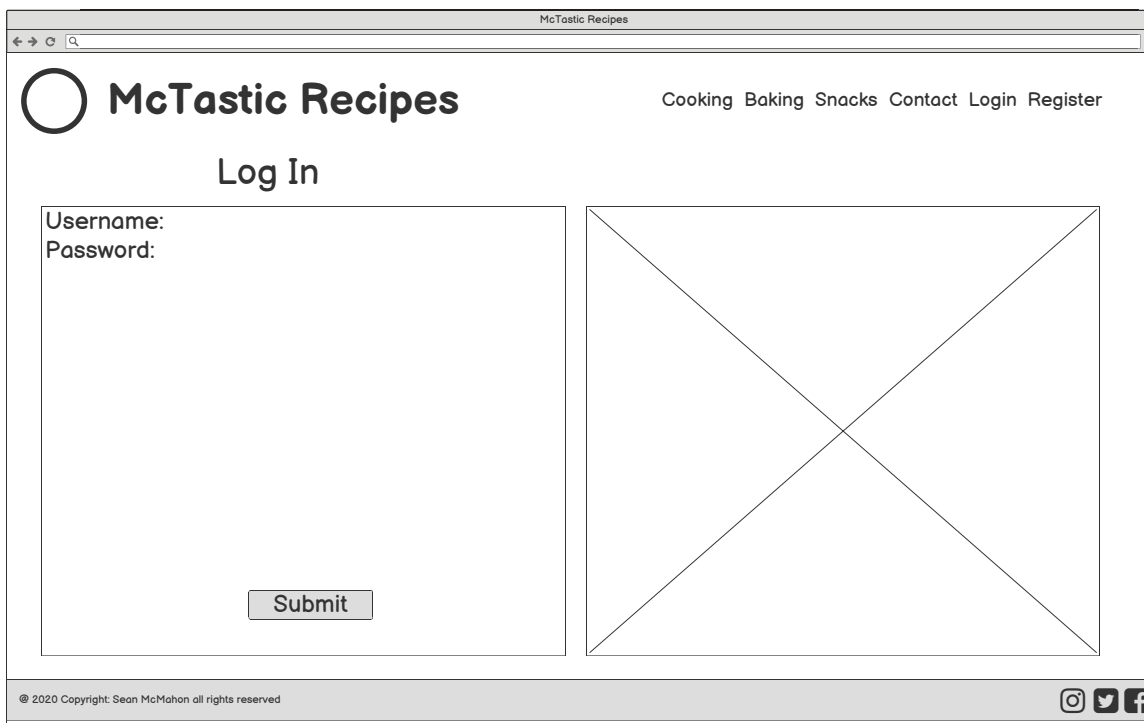 McTastic Recipes
McTastic Recipes
Cooking Baking Snacks Contact Login Register
Log In
Username:
Password:
Submit
@ 2020 Copyright: Sean McMahon all rights reserved